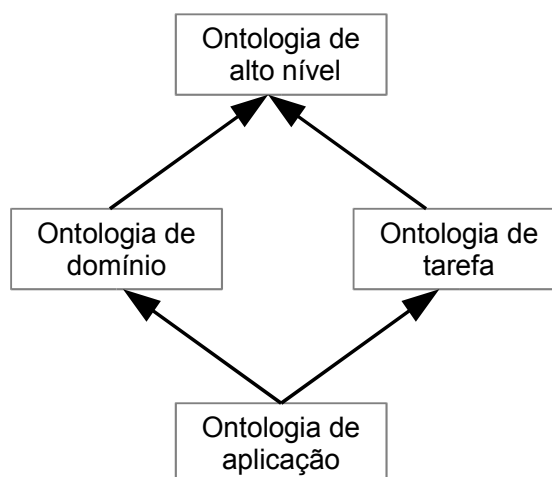 Ontologia de
alto nível
Ontologia de
domínio
Ontologia de
tarefa
Ontologia de
aplicação